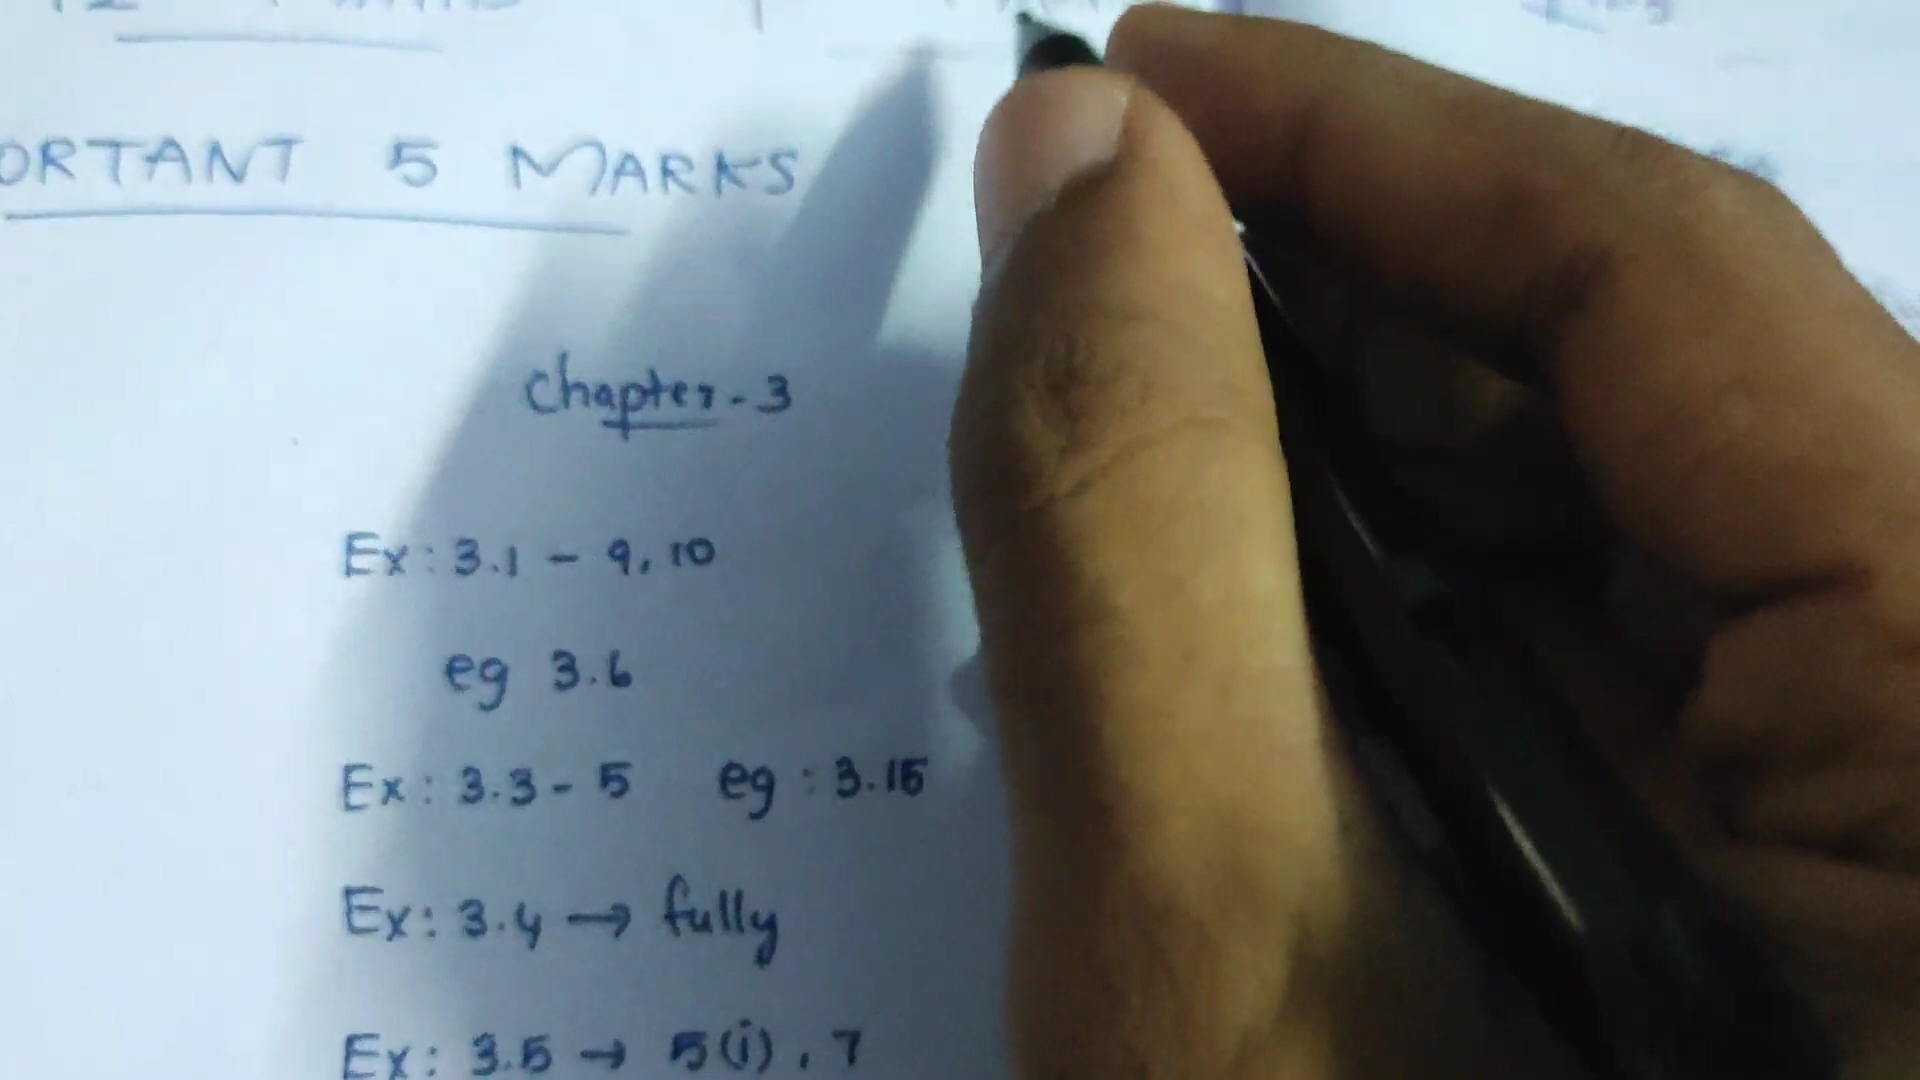 ORTANT 5 MARKS
Chapter - 3
Ex : 3.1 - 9, 10
eg 3.6
Ex : 3.3 - 5 eg : 3.15
Ex : 3.4 → fully
Ex : 3.5 → 5(i), 7